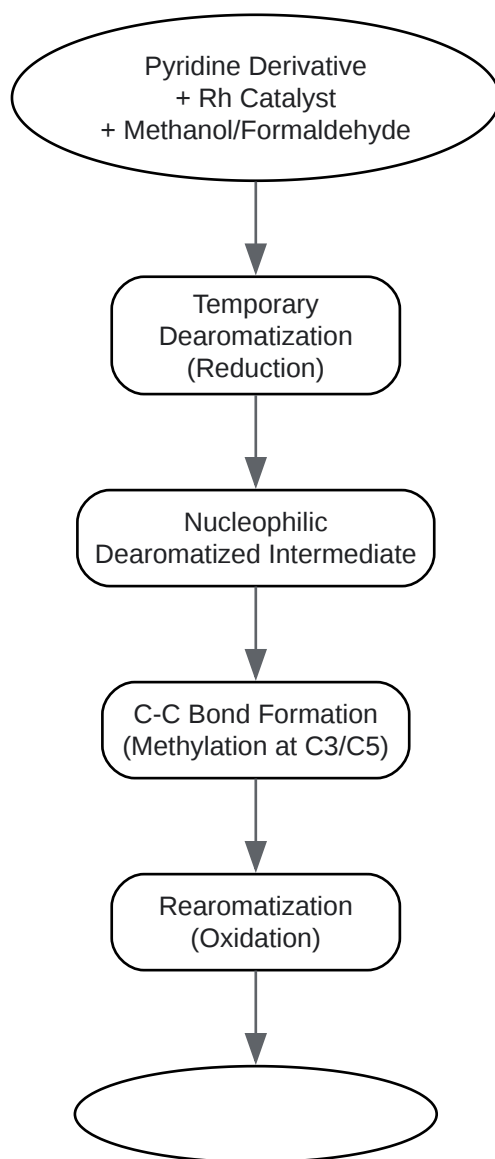 Pyridine Derivative
+ Rh Catalyst
+ Methanol/Formaldehyde
Temporary
Dearomatization
(Reduction)
Nucleophilic
Dearomatized Intermediate
C-C Bond Formation
(Methylation at C3/C5)
Rearomatization
(Oxidation)